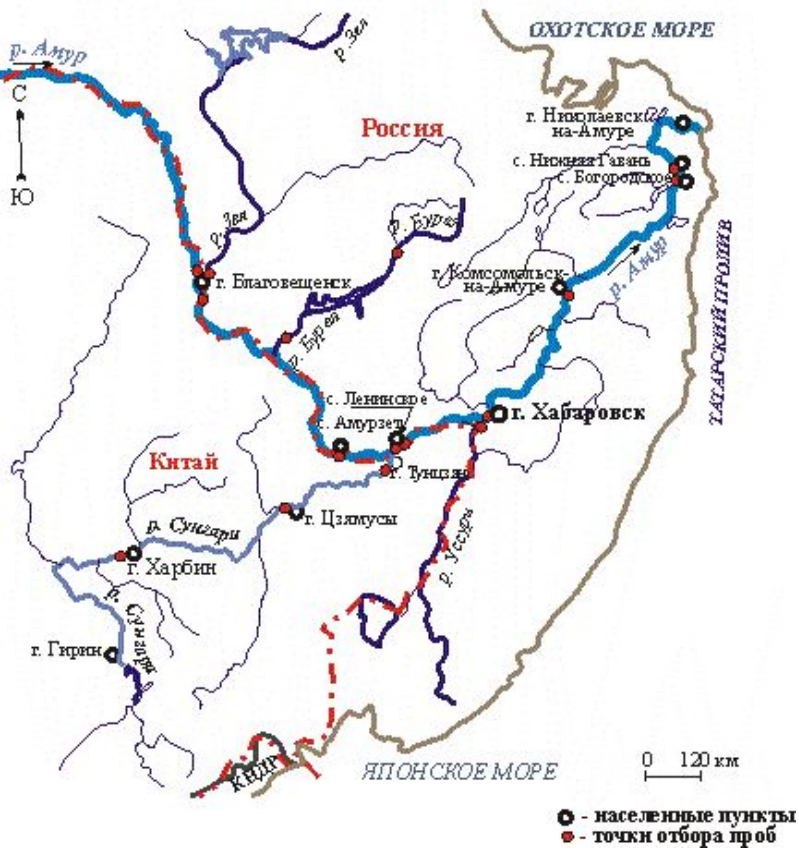 ОХОТСКОЕ МОРЕ
р. Амур
р. Зея
С
Ю
Россия
г. Николаевск
на-Амуре
с. Нижняя Гавань
с. Богородское
р. Зея
р. Бурея
г. Благовещенск
г. Комсомольск-
на-Амуре
р. Амур
ТАТАРСКИЙ ПРОЛИВ
р. Бурея
с. Ленинское
с. Амурзет
г. Хабаровск
Китай
г. Тунцзян
р. Сунгари
г. Цзямусы
р. Уссури
г. Харбин
р. Сунгари
г. Гирин
КНДР
ЯПОНСКОЕ МОРЕ
0 120 км
- населенные пункты
- точки отбора проб